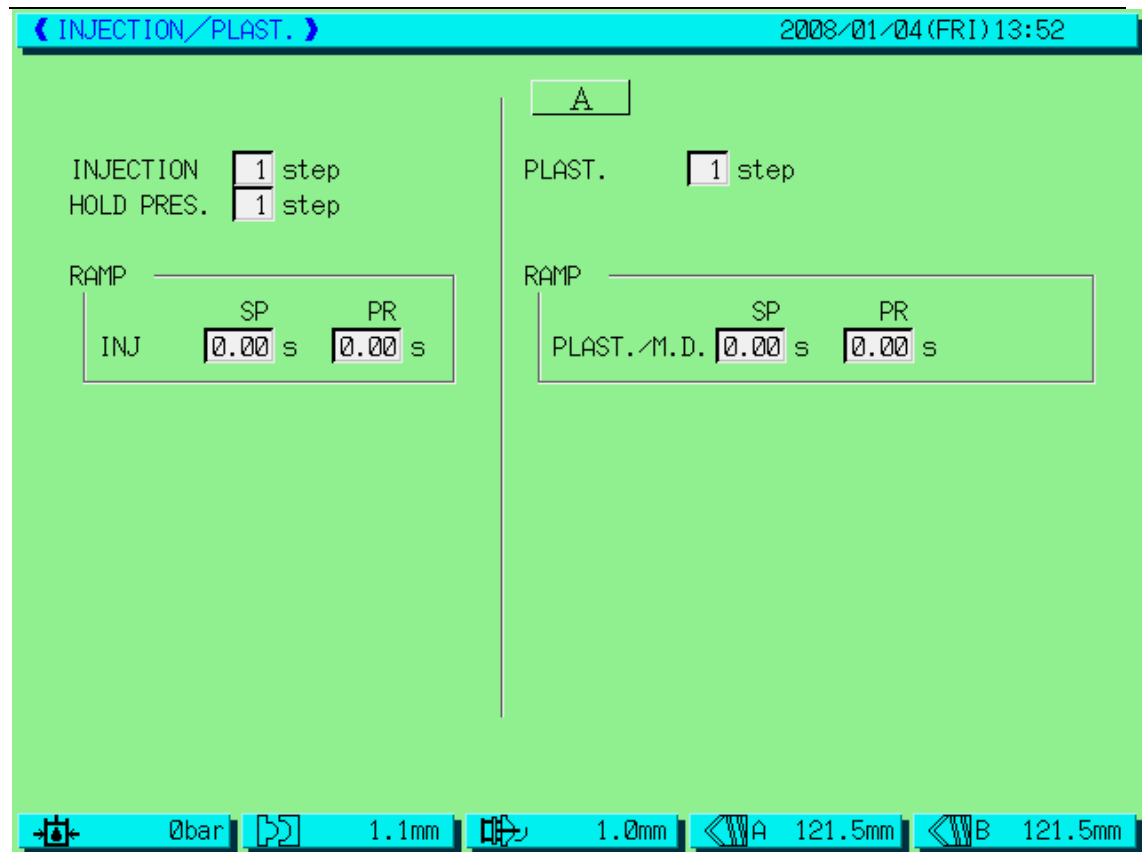 ❰ INJECTION／PLAST. ❱ 2008/01/04(FRI)13:52
A
INJECTION 1 step
HOLD PRES. 1 step
PLAST. 1 step
RAMP
SP PR
INJ 0.00 s 0.00 s
RAMP
SP PR
PLAST./M.D. 0.00 s 0.00 s
0bar 1.1mm 1.0mm A 121.5mm B 121.5mm